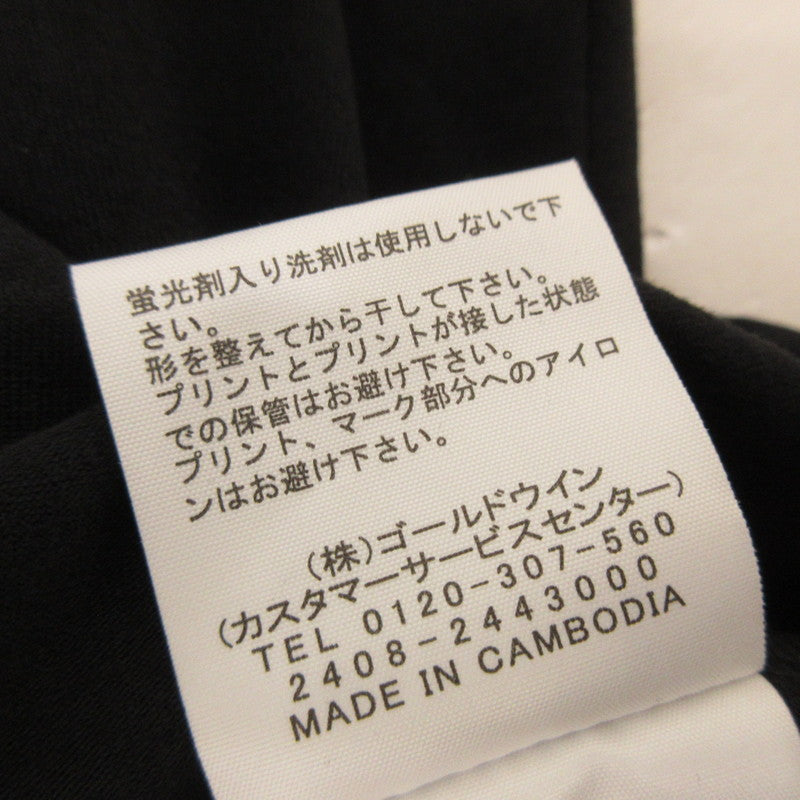 蛍光剤入り洗剤は使用しないで下
さい。
形を整えてから干して下さい。
プリントとプリントが接した状態
での保管はお避け下さい。
プリント、マーク部分へのアイロ
ンはお避け下さい。
(株)ゴールドウイン
(カスタマーサービスセンター)
TEL 0120-307-560
2408-2443000
MADE IN CAMBODIA